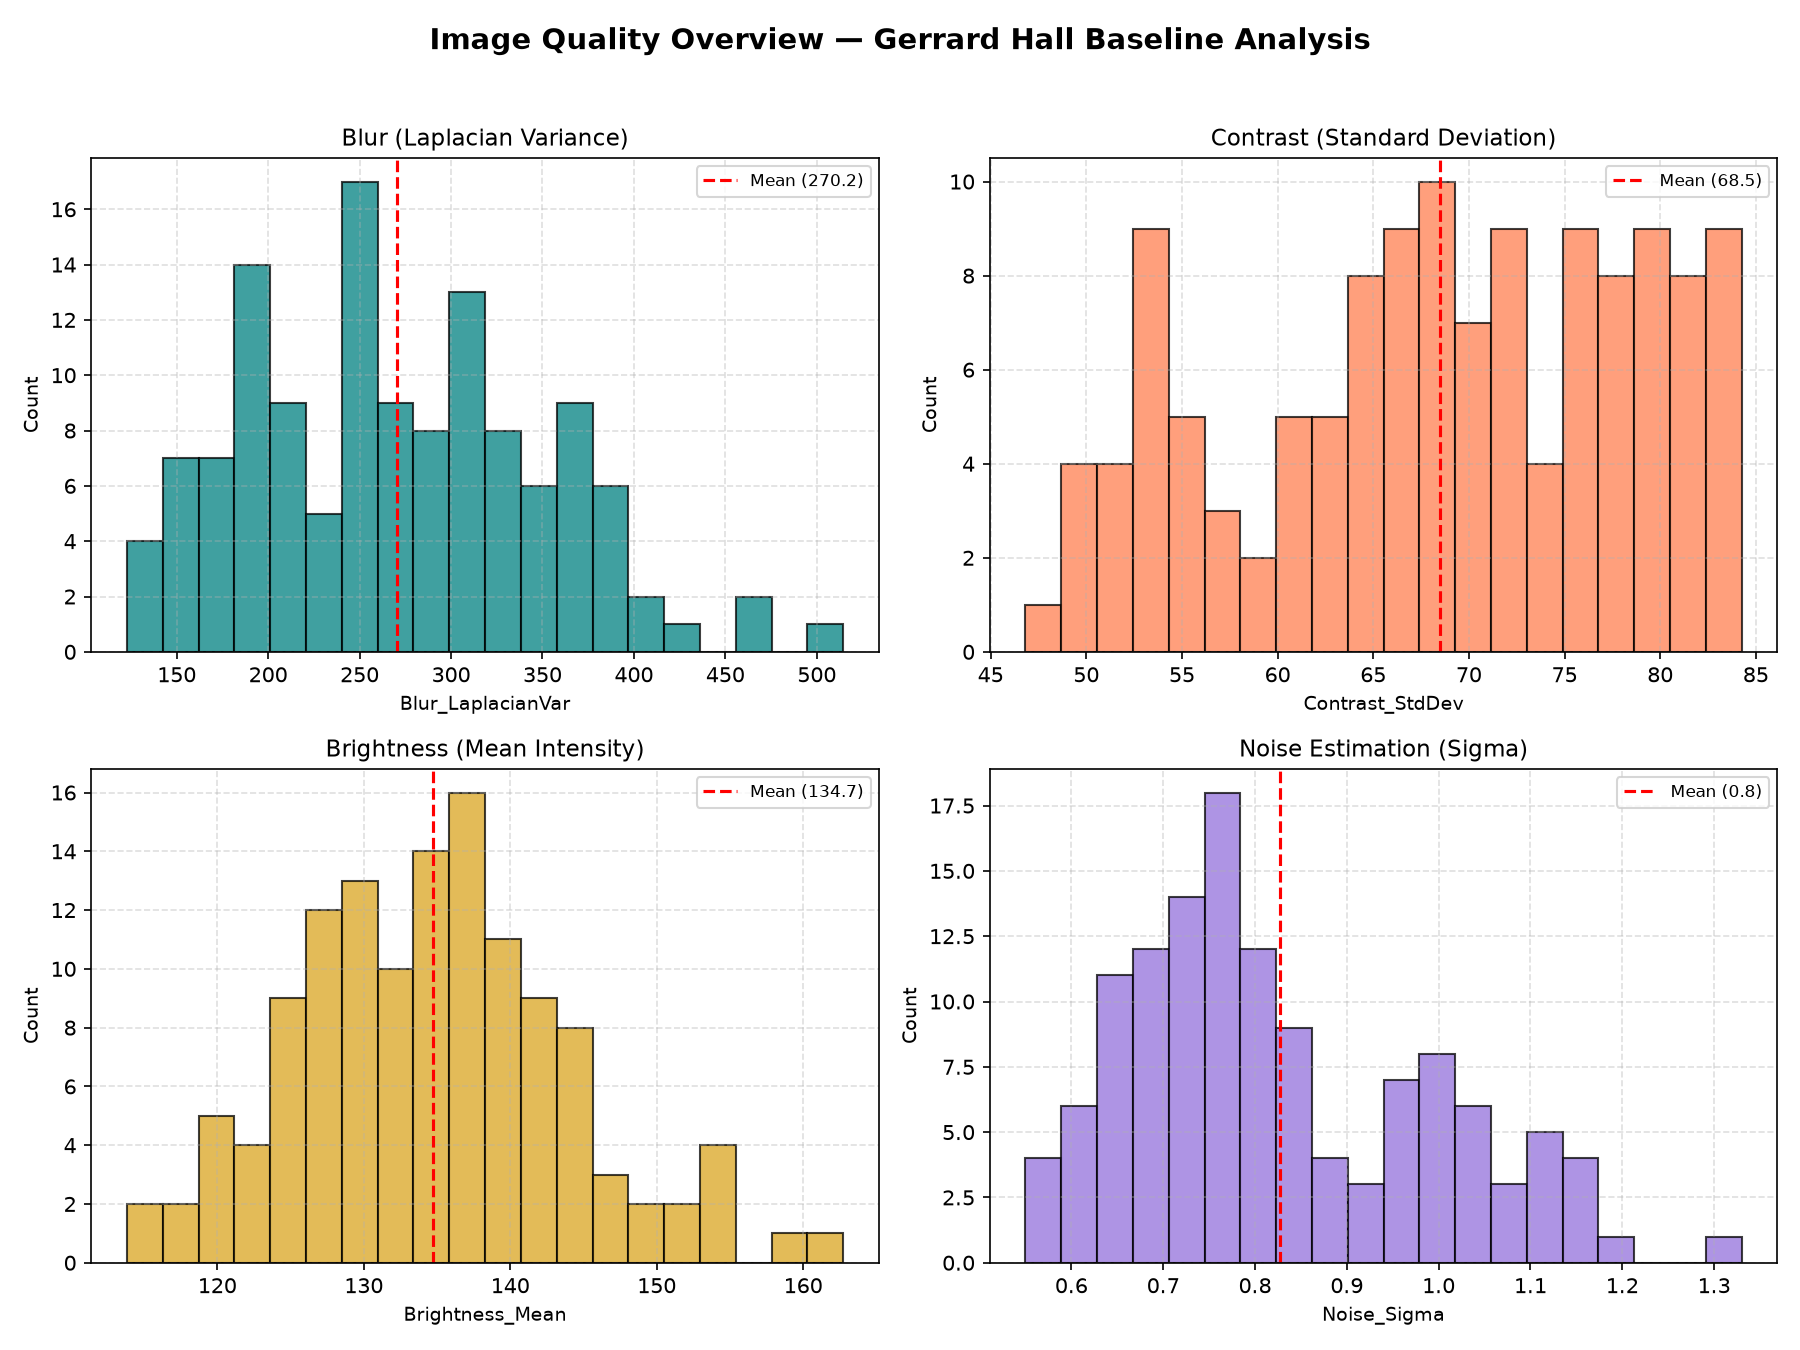 Image Quality Overview — Gerrard Hall Baseline Analysis
Blur (Laplacian Variance)
Mean (270.2)
Count
0
2
4
6
8
10
12
14
16
150 200 250 300 350 400 450 500
Blur_LaplacianVar
Contrast (Standard Deviation)
Mean (68.5)
Count
0
2
4
6
8
10
45 50 55 60 65 70 75 80 85
Contrast_StdDev
Brightness (Mean Intensity)
Mean (134.7)
Count
0
2
4
6
8
10
12
14
16
120 130 140 150 160
Brightness_Mean
Noise Estimation (Sigma)
Mean (0.8)
Count
0.0
2.5
5.0
7.5
10.0
12.5
15.0
17.5
0.6 0.7 0.8 0.9 1.0 1.1 1.2 1.3
Noise_Sigma